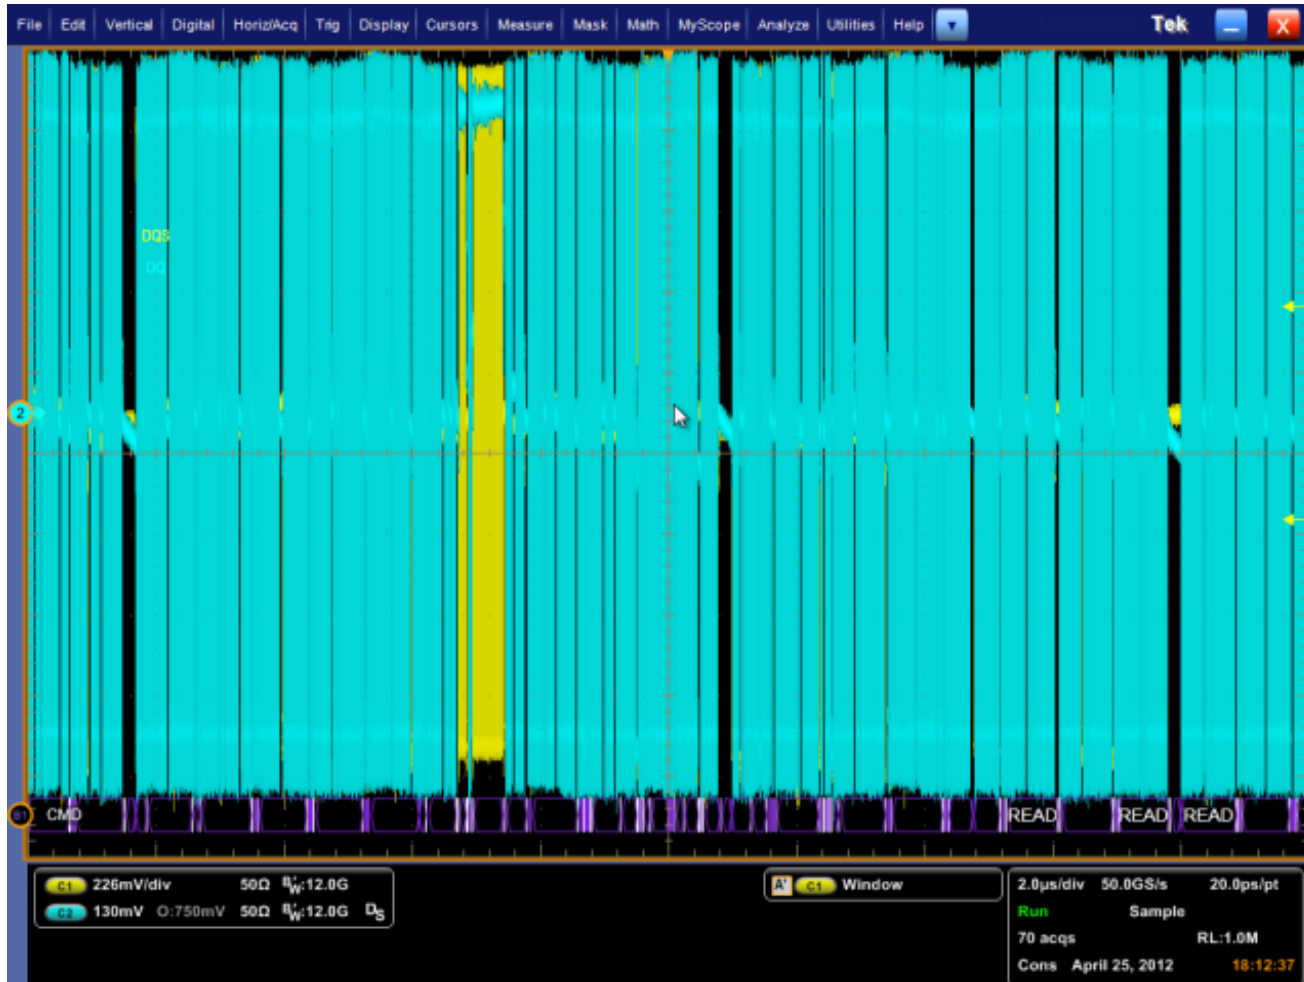 File Edit Vertical Digital Horiz/Acq Trig Display Cursors Measure Mask Math MyScope Analyze Utilities Help Tek X
DQS
DQ
2
B1 CMD READ READ READ
C1 226mV/div 50Ω BW:12.0G
C2 130mV O:750mV 50Ω BW:12.0G DS
A' C1 Window
2.0µs/div 50.0GS/s 20.0ps/pt
Run Sample
70 acqs RL:1.0M
Cons April 25, 2012 18:12:37